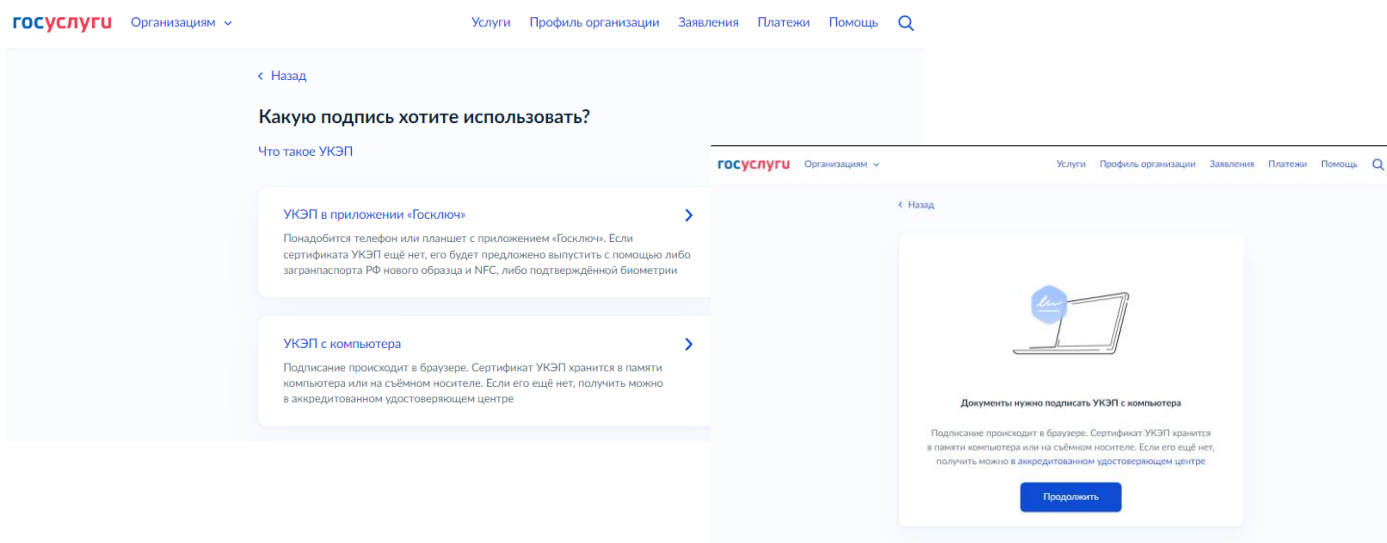 госуслуги Организациям Услуги Профиль организации Заявления Платежи Помощь
Назад
Какую подпись хотите использовать?
Что такое УКЭП
УКЭП в приложении «Госключ»
Понадобится телефон или планшет с приложением «Госключ». Если
сертификата УКЭП ещё нет, его будет предложено выпустить с помощью либо
загранпаспорта РФ нового образца и NFC, либо подтверждённой биометрии
УКЭП с компьютера
Подписание происходит в браузере. Сертификат УКЭП хранится в памяти
компьютера или на съёмном носителе. Если его ещё нет, получить можно
в аккредитованном удостоверяющем центре
госуслуги Организациям Услуги Профиль организации Заявления Платежи Помощь
Назад
Документы нужно подписать УКЭП с компьютера
Подписание происходит в браузере. Сертификат УКЭП хранится
в памяти компьютера или на съёмном носителе. Если его ещё нет,
получить можно в аккредитованном удостоверяющем центре
Продолжить